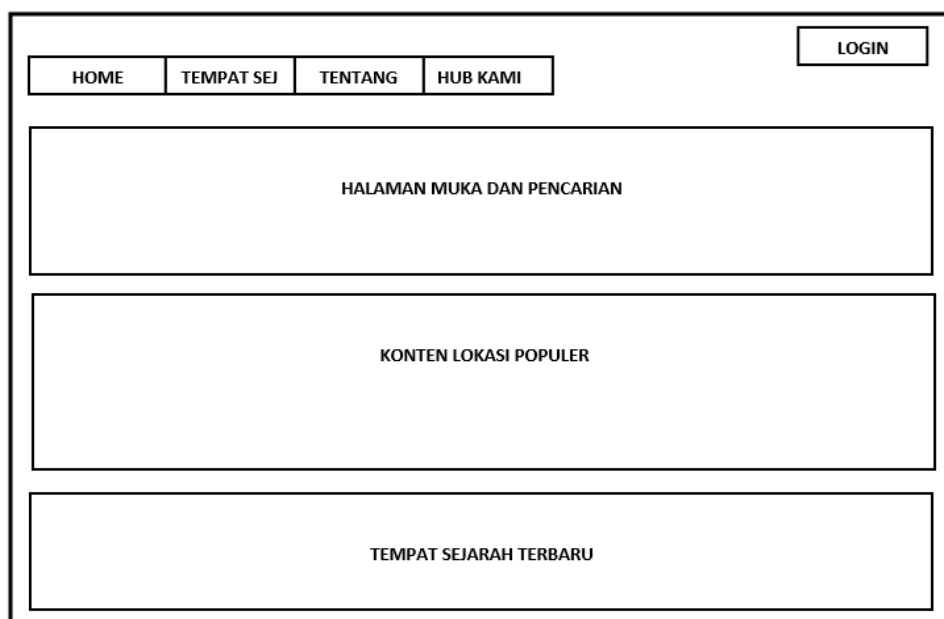 LOGIN
HOME TEMPAT SEJ TENTANG HUB KAMI
HALAMAN MUKA DAN PENCARIAN
KONTEN LOKASI POPULER
TEMPAT SEJARAH TERBARU